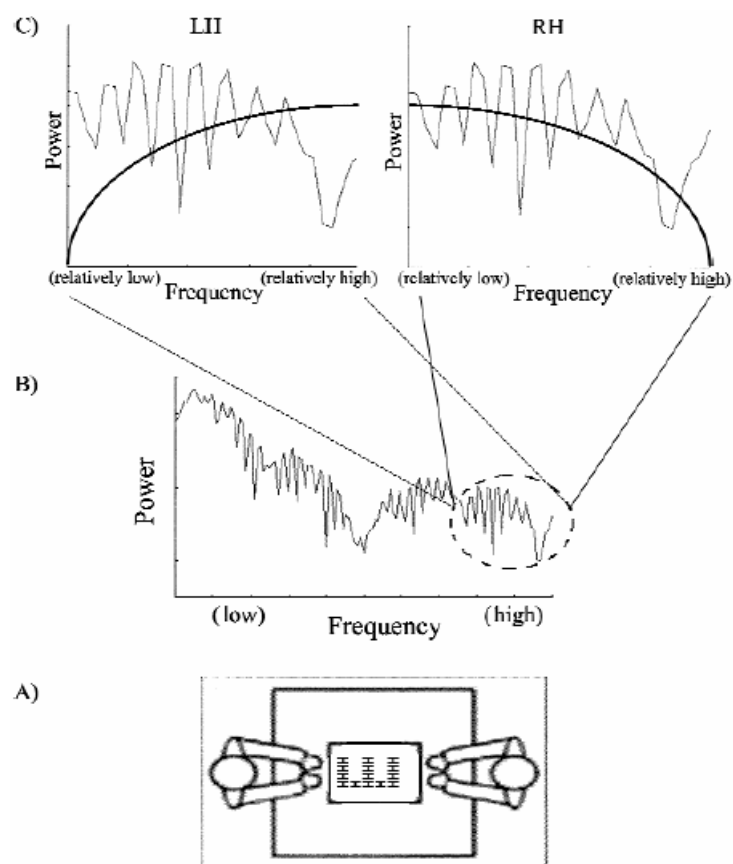 C)
LH
RH
Power
Power
(relatively low)
(relatively high)
(relatively low)
(relatively high)
Frequency
Frequency
B)
Power
(low)
(high)
Frequency
A)